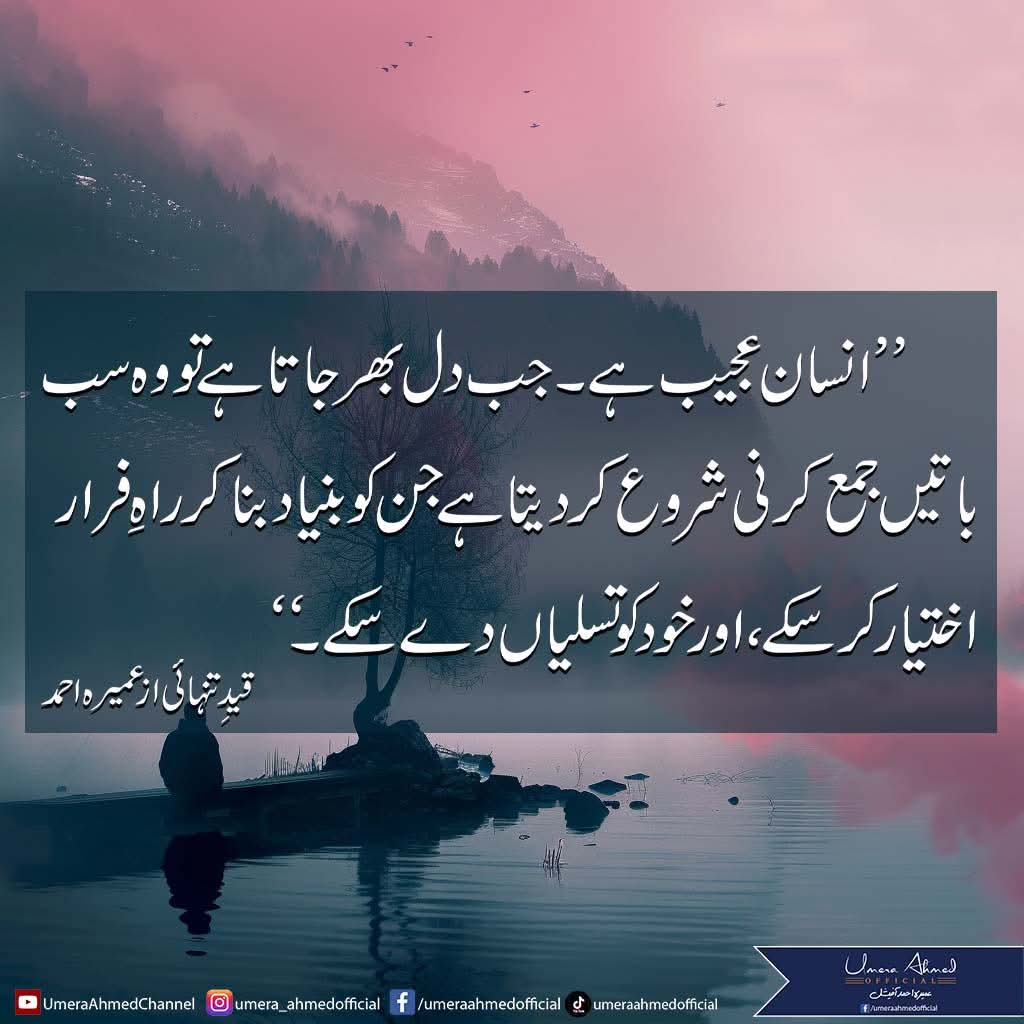 ”انسان عجیب ہے۔ جب دل بھر جاتا ہے تو وہ سب
باتیں جمع کرنی شروع کر دیتا ہے جن کو بنیاد بنا کر راہِ فرار
اختیار کر سکے، اور خود کو تسلیاں دے سکے۔“
قیدِ تنہائی از عمیرہ احمد
Umera Ahmed
OFFICIAL
عمیرہ احمد آفیشل
/umeraahmedofficial
UmeraAhmedChannel umera_ahmedofficial /umeraahmedofficial umeraahmedofficial